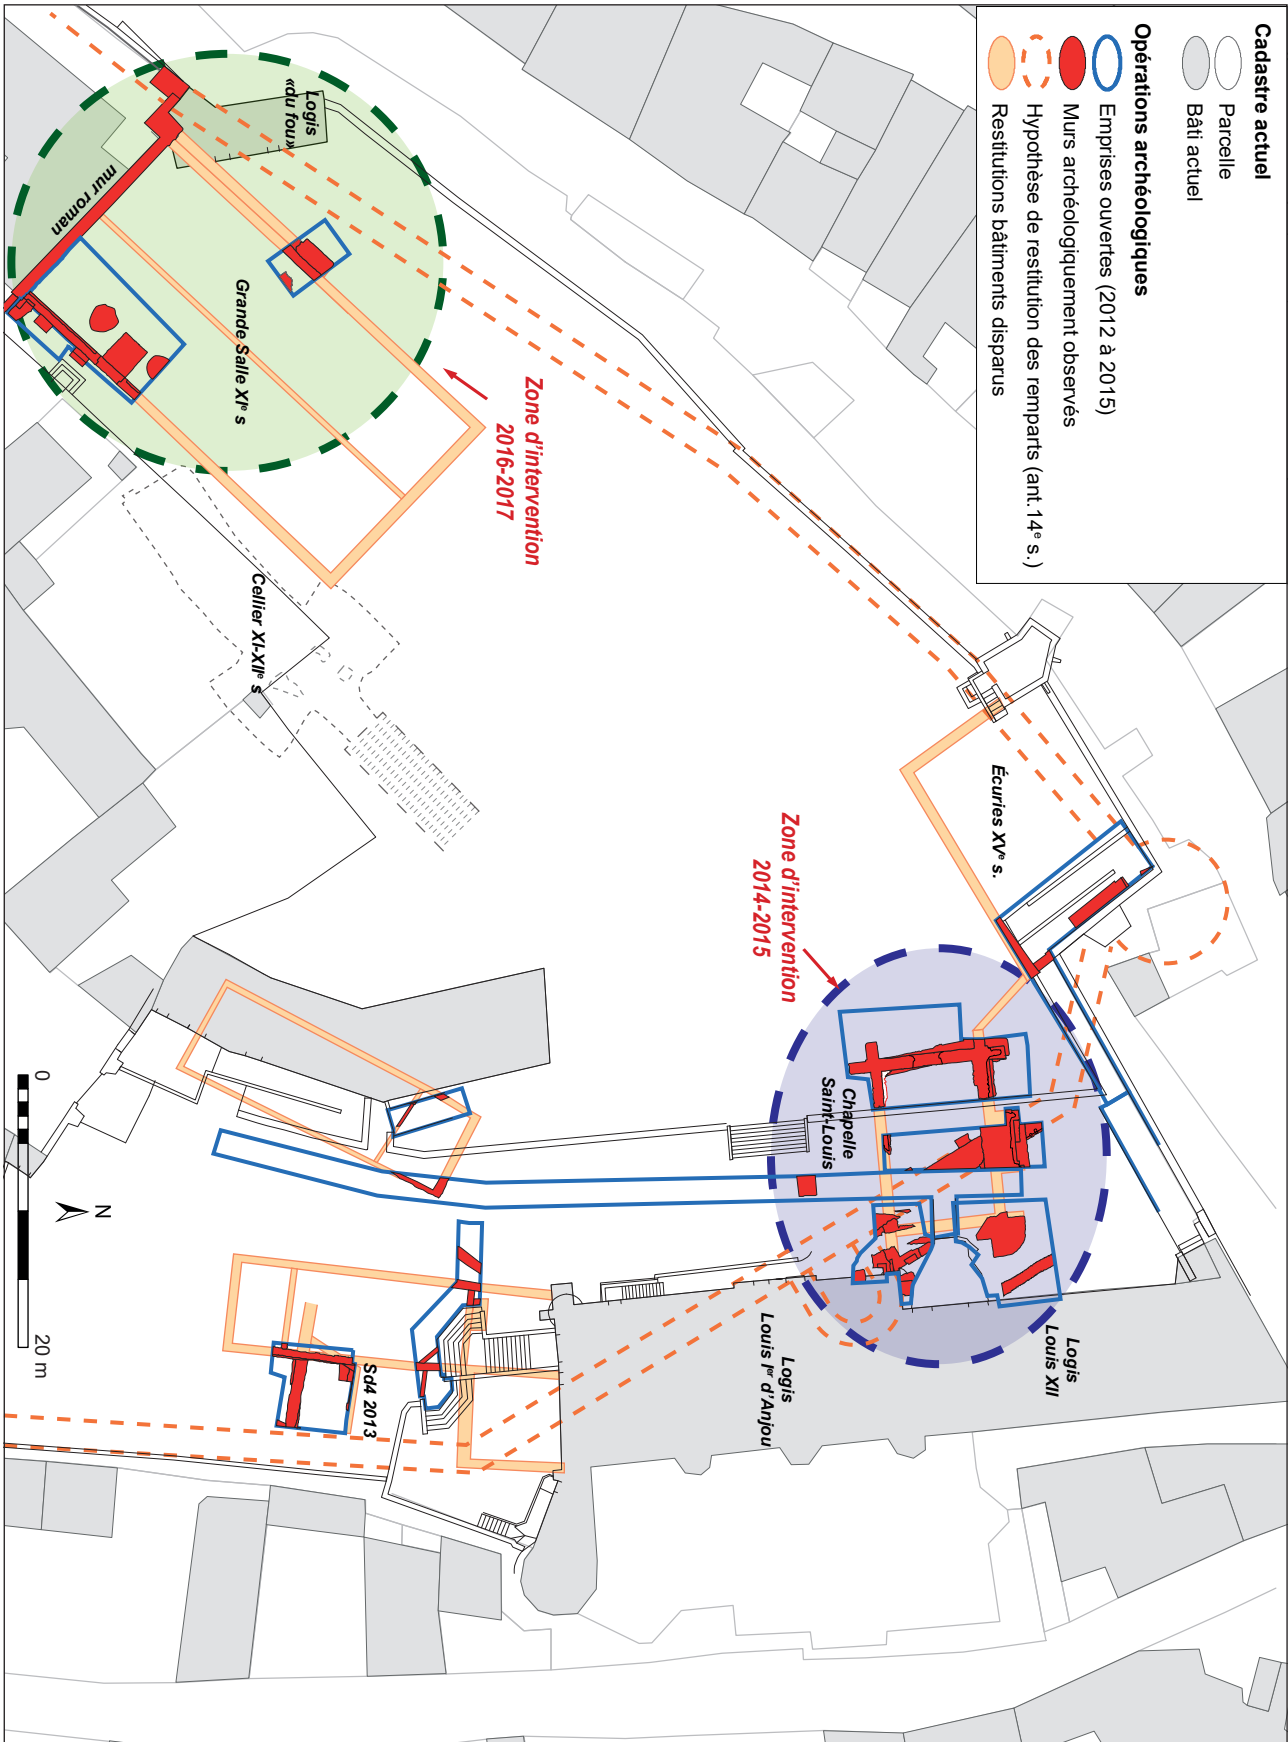 Cadastre actuel
Parcelle
Bâti actuel
Opérations archéologiques
Emprises ouvertes (2012 à 2015)
Murs archéologiquement observés
Hypothèse de restitution des remparts (ant.14e s.)
Restitutions bâtiments disparus
Écuries XVe s.
Logis
Louis XII
Zone d'intervention
2014-2015
Chapelle
Saint-Louis
Logis
Louis Ier d'Anjou
Zone d'intervention
2016-2017
Logis
«du fou»
Grande Salle XIe s
mur roman
Cellier XI-XIIe s
Sd4 2013
N
0
20 m